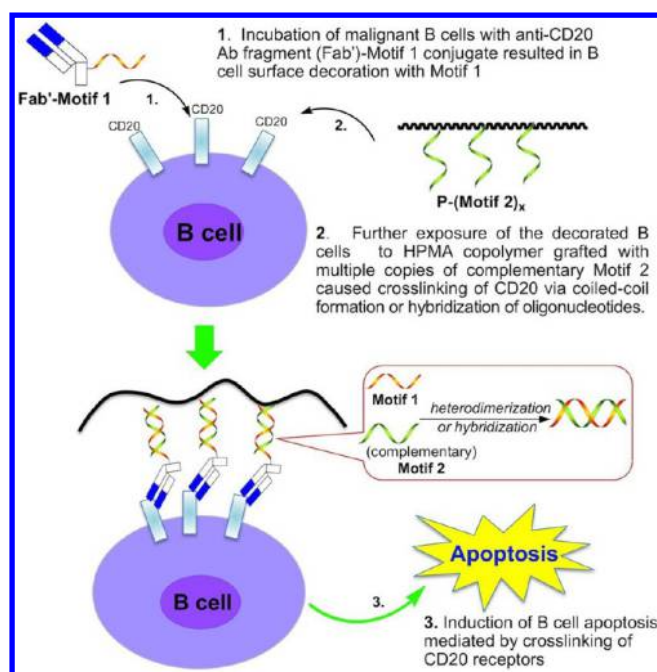 1. Incubation of malignant B cells with anti-CD20
Ab fragment (Fab')-Motif 1 conjugate resulted in B
cell surface decoration with Motif 1
Fab'-Motif 1
1.
CD20
CD20
CD20
2.
P-(Motif 2)x
B cell
2. Further exposure of the decorated B
cells to HPMA copolymer grafted with
multiple copies of complementary Motif 2
caused crosslinking of CD20 via coiled-coil
formation or hybridization of oligonucleotides.
Motif 1
heterodimerization
or hybridization
(complementary)
Motif 2
Apoptosis
B cell
3.
3. Induction of B cell apoptosis
mediated by crosslinking of
CD20 receptors